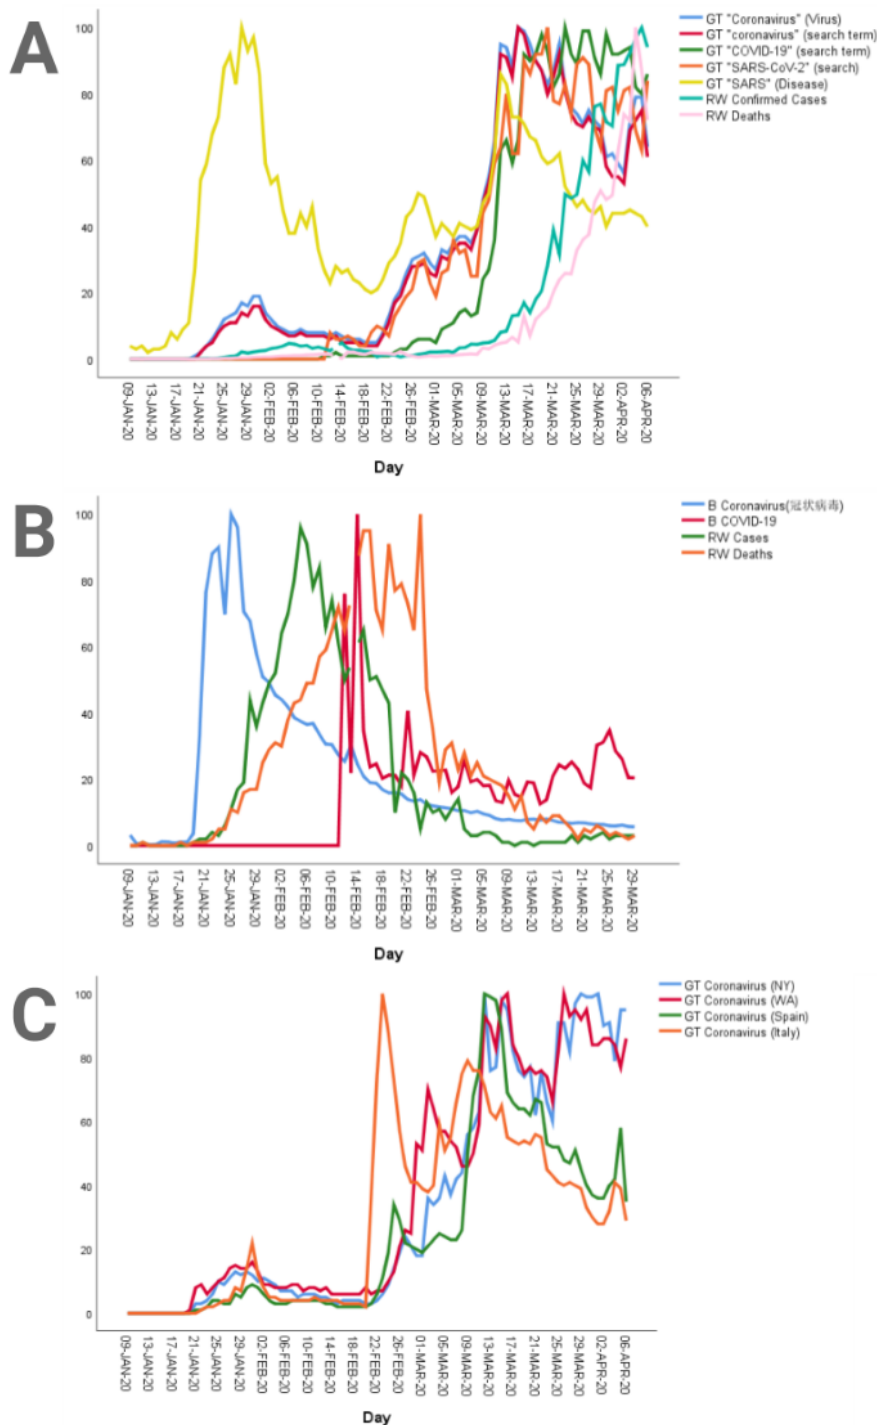 A
GT "Coronavirus" (Virus)
GT "coronavirus" (search term)
GT "COVID-19" (search term)
GT "SARS-CoV-2" (search)
GT "SARS" (Disease)
RW Confirmed Cases
RW Deaths
100
80
60
40
20
0
09-JAN-20
13-JAN-20
17-JAN-20
21-JAN-20
25-JAN-20
29-JAN-20
02-FEB-20
06-FEB-20
10-FEB-20
14-FEB-20
18-FEB-20
22-FEB-20
26-FEB-20
01-MAR-20
05-MAR-20
09-MAR-20
13-MAR-20
17-MAR-20
21-MAR-20
25-MAR-20
29-MAR-20
02-APR-20
06-APR-20
Day
B
B Coronavirus(冠状病毒)
B COVID-19
RW Cases
RW Deaths
100
80
60
40
20
0
09-JAN-20
13-JAN-20
17-JAN-20
21-JAN-20
25-JAN-20
29-JAN-20
02-FEB-20
06-FEB-20
10-FEB-20
14-FEB-20
18-FEB-20
22-FEB-20
26-FEB-20
01-MAR-20
05-MAR-20
09-MAR-20
13-MAR-20
17-MAR-20
21-MAR-20
25-MAR-20
29-MAR-20
Day
C
GT Coronavirus (NY)
GT Coronavirus (WA)
GT Coronavirus (Spain)
GT Coronavirus (Italy)
100
80
60
40
20
0
09-JAN-20
13-JAN-20
17-JAN-20
21-JAN-20
25-JAN-20
29-JAN-20
02-FEB-20
06-FEB-20
10-FEB-20
14-FEB-20
18-FEB-20
22-FEB-20
26-FEB-20
01-MAR-20
05-MAR-20
09-MAR-20
13-MAR-20
17-MAR-20
21-MAR-20
25-MAR-20
29-MAR-20
02-APR-20
06-APR-20
Day